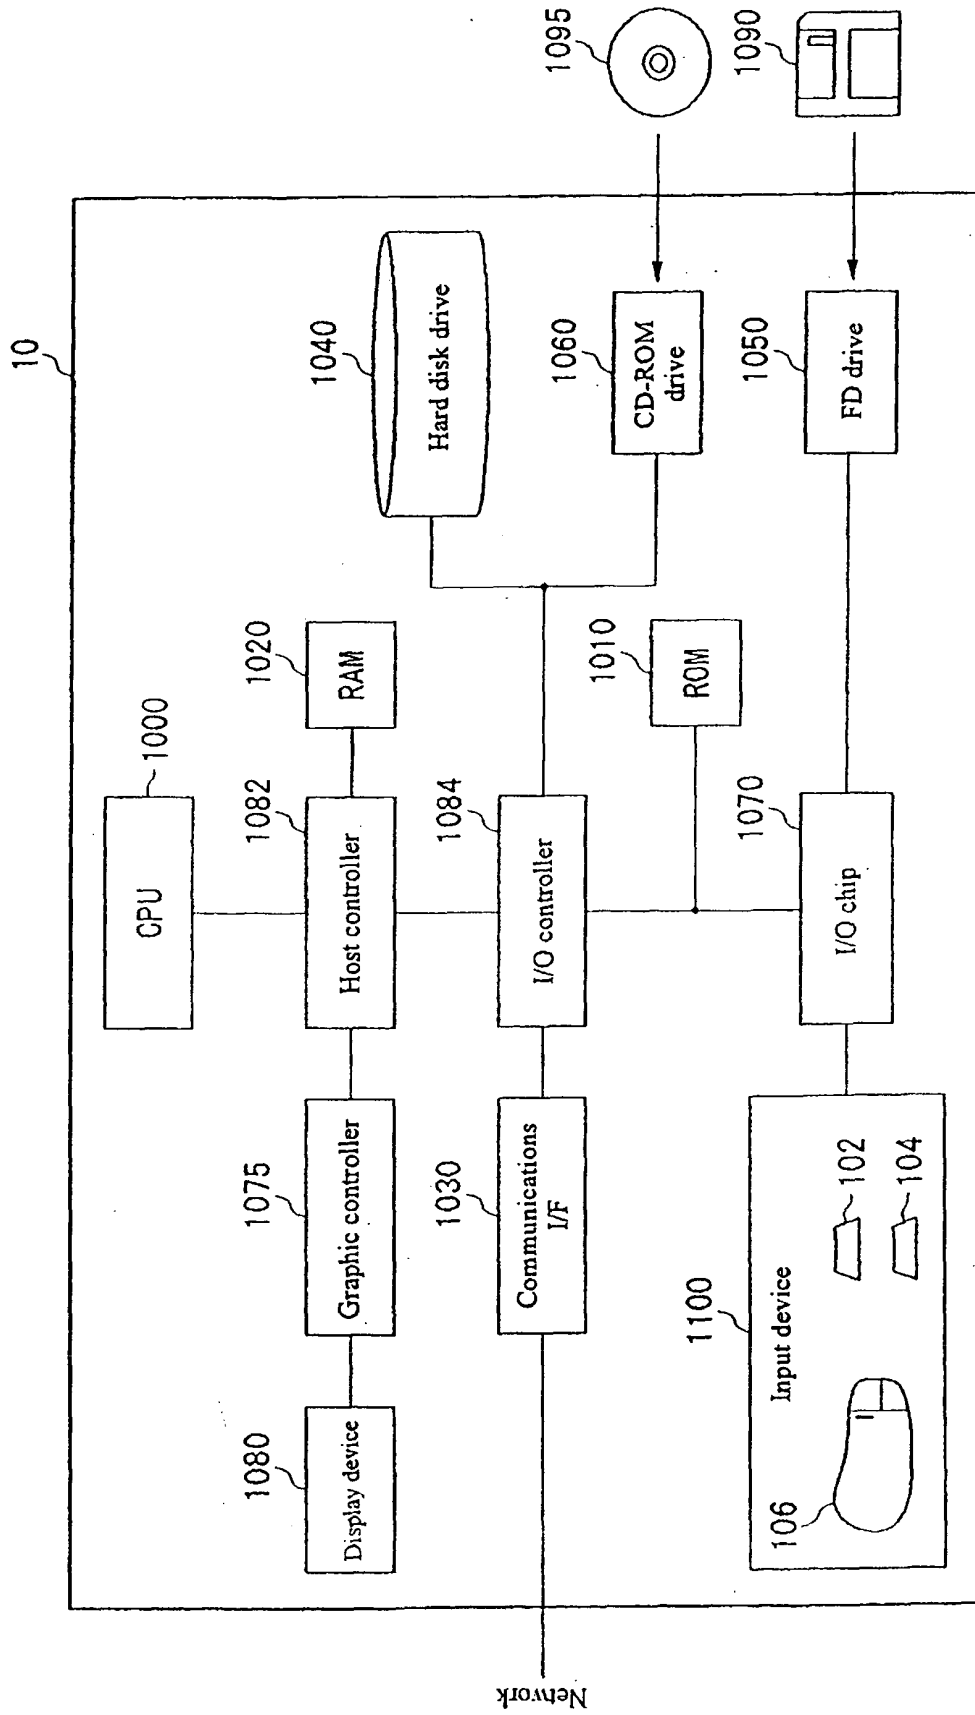 10
CPU
1000
Display device
1080
Graphic controller
1075
Host controller
1082
RAM
1020
Hard disk drive
1040
Network
Communications
I/F
1030
I/O controller
1084
ROM
1010
CD-ROM
drive
1060
1095
Input device
1100
106
102
104
I/O chip
1070
FD drive
1050
1090